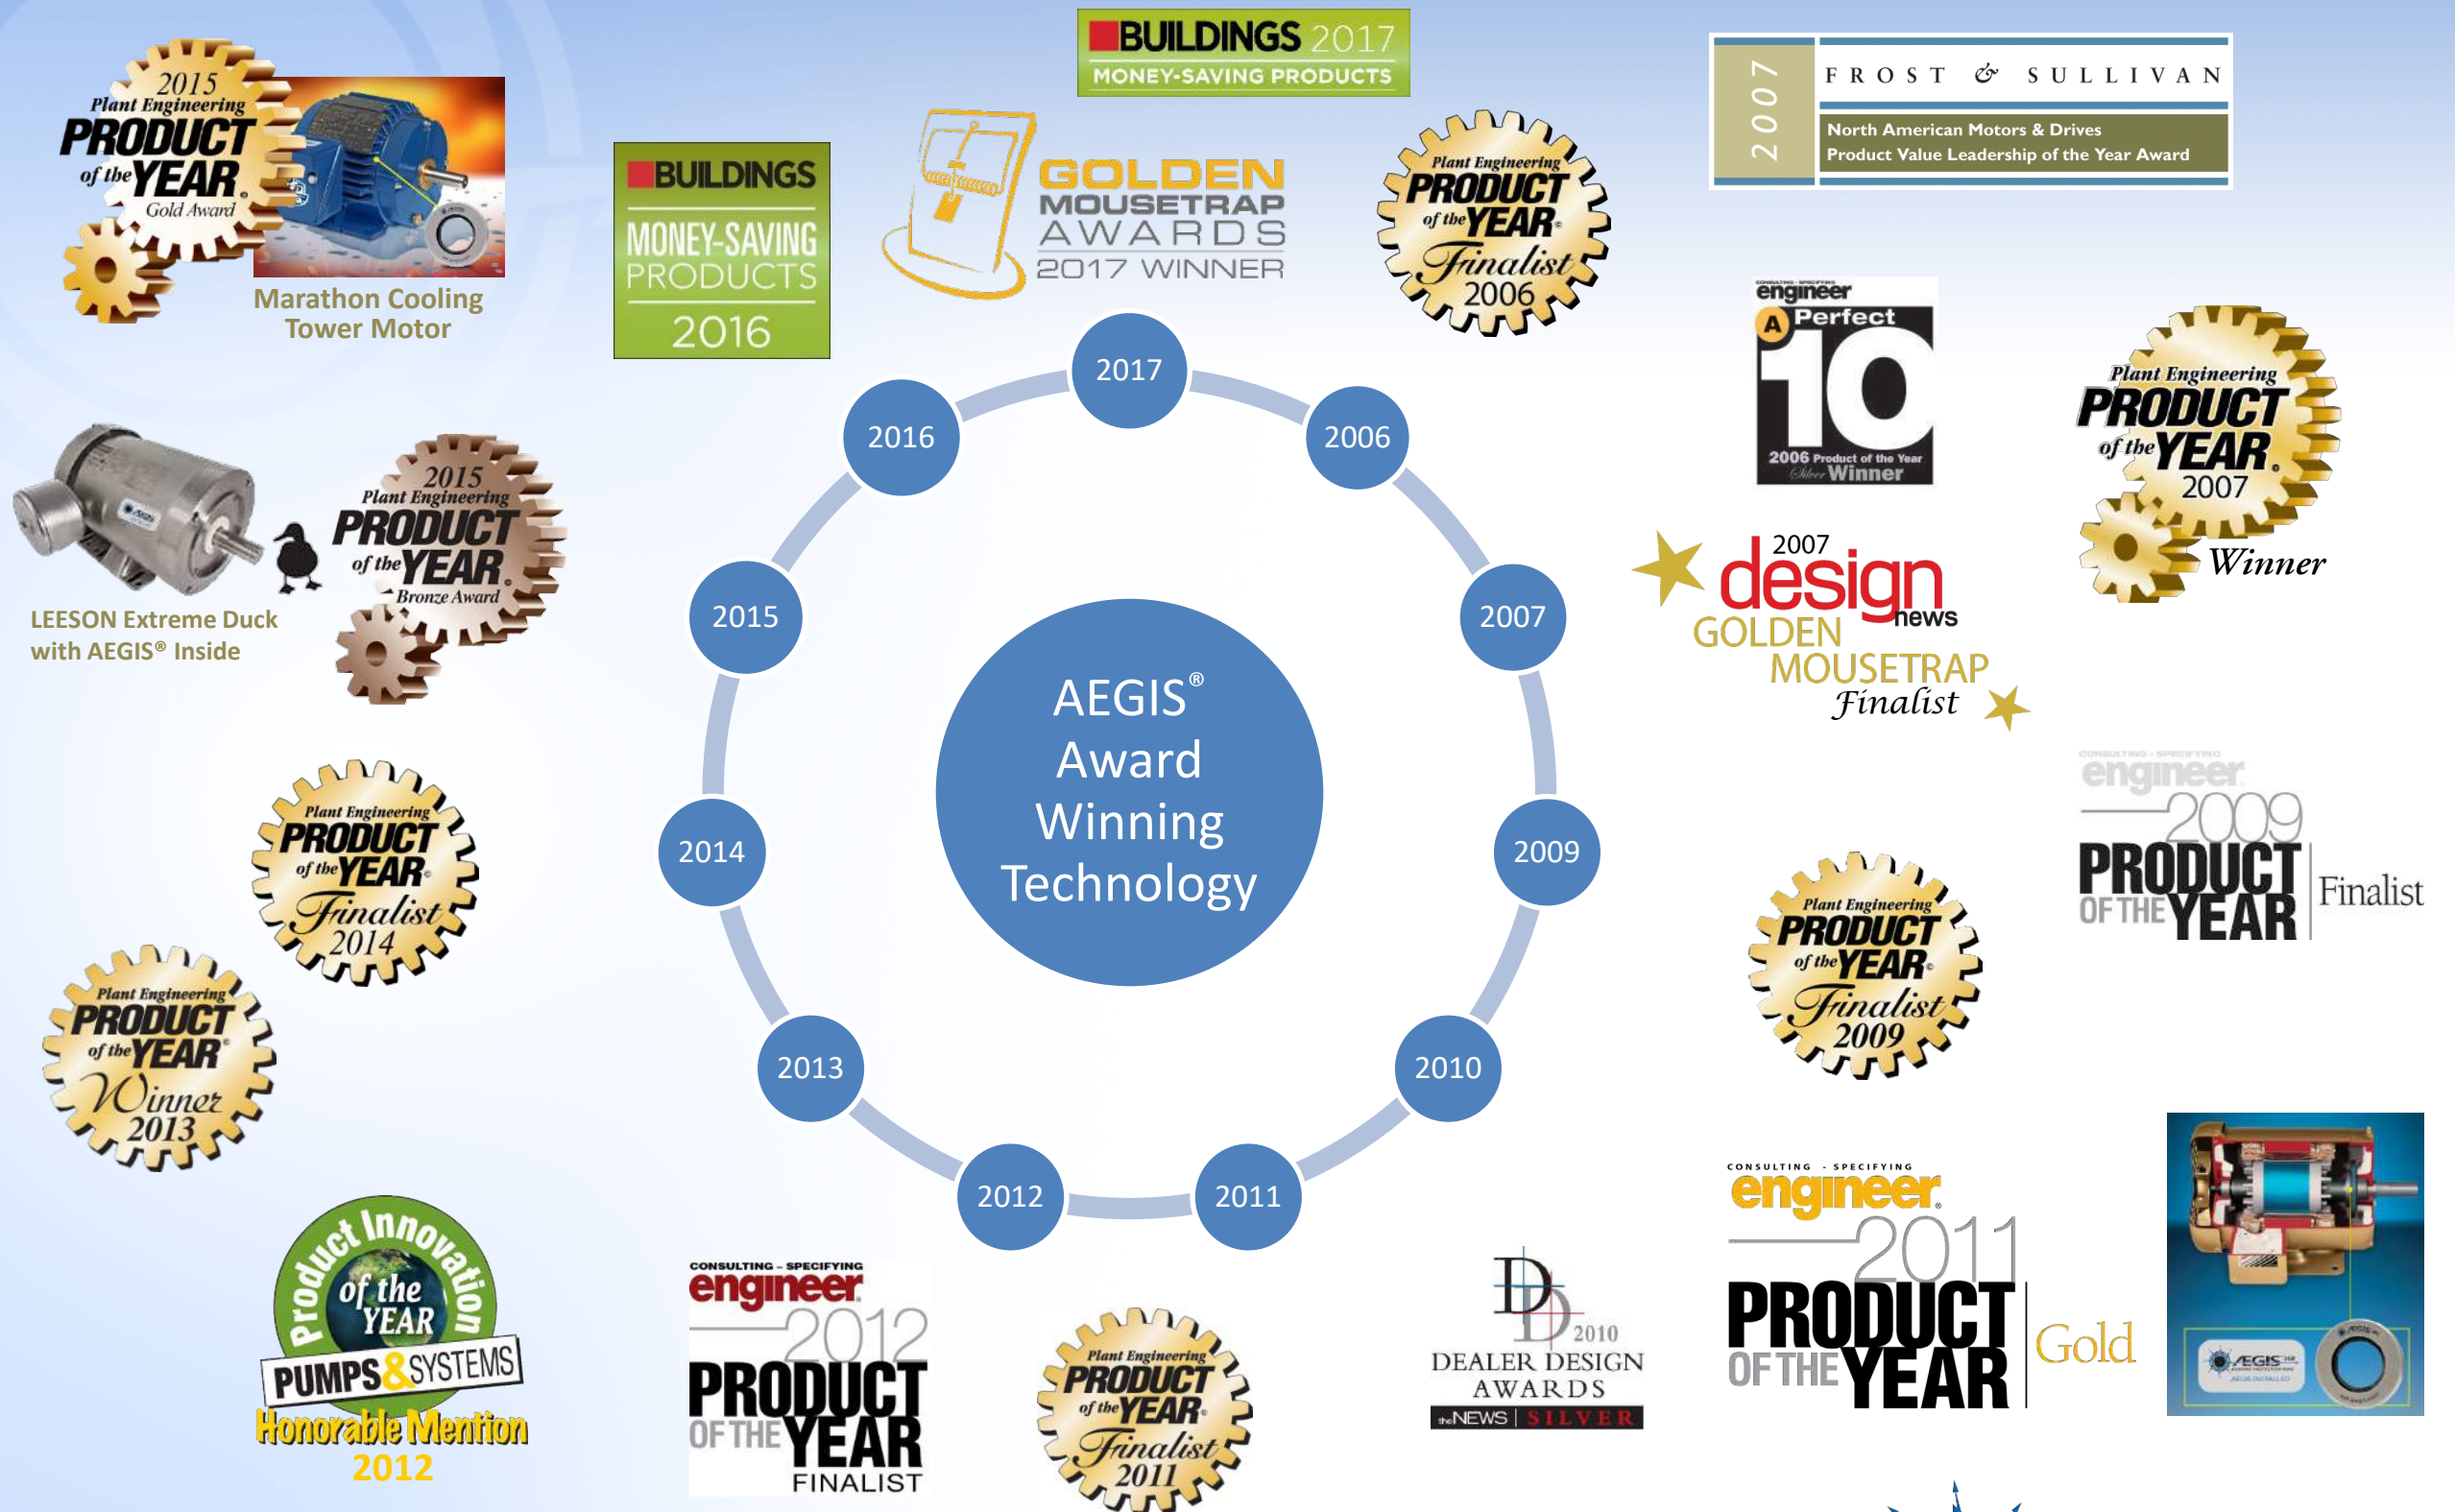 BUILDINGS 2017
MONEY-SAVING PRODUCTS
2007
FROST & SULLIVAN
North American Motors & Drives
Product Value Leadership of the Year Award
2015
Plant Engineering
PRODUCT
of the YEAR
Gold Award
Marathon Cooling
Tower Motor
BUILDINGS
MONEY-SAVING
PRODUCTS
2016
GOLDEN
MOUSETRAP
AWARDS
2017 WINNER
Plant Engineering
PRODUCT
of the YEAR
Finalist
2006
CONSULTING - SPECIFYING
engineer
A Perfect
10
2006 Product of the Year
Silver Winner
Plant Engineering
PRODUCT
of the YEAR
2007
Winner
2017
2016
2006
2015
2007
2014
2009
2013
2010
2012
2011
AEGIS®
Award
Winning
Technology
AEGIS
LEESON Extreme Duck
with AEGIS® Inside
2015
Plant Engineering
PRODUCT
of the YEAR
Bronze Award
2007
design
news
GOLDEN
MOUSETRAP
Finalist
Plant Engineering
PRODUCT
of the YEAR
Finalist
2014
CONSULTING - SPECIFYING
engineer
2009
PRODUCT
OF THE YEAR
Finalist
Plant Engineering
PRODUCT
of the YEAR
Finalist
2009
Plant Engineering
PRODUCT
of the YEAR
Winner
2013
Product Innovation
of the
YEAR
PUMPS&SYSTEMS
Honorable Mention
2012
CONSULTING - SPECIFYING
engineer
2012
PRODUCT
OF THE YEAR
FINALIST
Plant Engineering
PRODUCT
of the YEAR
Finalist
2011
DD
2010
DEALER DESIGN
AWARDS
the NEWS | SILVER
CONSULTING - SPECIFYING
engineer
2011
PRODUCT
OF THE YEAR
Gold
AEGIS